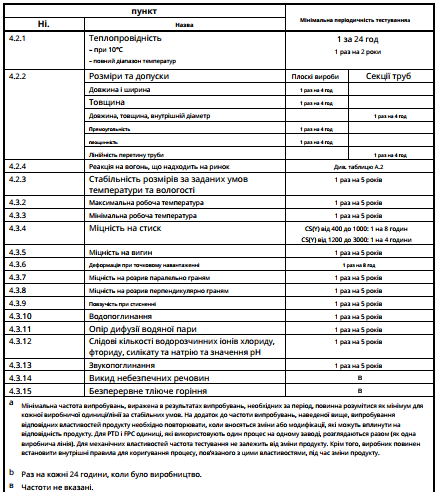 пункт
Мінімальна періодичність тестування
Ні.
Назва
4.2.1
Теплопровідність
1 за 24 год
– при 10°C
1 раз на 2 роки
– повний діапазон температур
4.2.2
Розміри та допуски
Плоскі вироби
Секції труб
Довжина і ширина
1 раз на 4 год
Товщина
1 раз на 4 год
Довжина, товщина, внутрішній діаметр
1 раз на 4 год
Прямокутність
1 раз на 4 год
площинність
1 раз на 4 год
Лінійність перетину труби
1 раз на 4 год
4.2.4
Реакція на вогонь, що надходить на ринок
Див. таблицю А.2
4.2.3
Стабільність розмірів за заданих умов
температури та вологості
1 раз на 5 років
4.3.2
Максимальна робоча температура
1 раз на 5 років
4.3.3
Мінімальна робоча температура
1 раз на 5 років
4.3.4
Міцність на стиск
CS(Y) від 400 до 1000: 1 на 8 годин
CS(Y) від 1200 до 3000: 1 на 4 години
4.3.5
Міцність на вигин
1 раз на 5 років
4.3.6
Деформація при точковому навантаженні
1 раз на 8 год
4.3.7
Міцність на розрив паралельно граням
1 раз на 5 років
4.3.8
Міцність на розрив перпендикулярно граням
1 раз на 5 років
4.3.9
Повзучість при стисненні
1 раз на 5 років
4.3.10
Водопоглинання
1 раз на 5 років
4.3.11
Опір дифузії водяної пари
1 раз на 5 років
4.3.12
Слідові кількості водорозчинних іонів хлориду,
фториду, силікату та натрію та значення pH
1 раз на 5 років
4.3.13
Звукопоглинання
1 раз на 5 років
4.3.14
Викид небезпечних речовин
в
4.3.15
Безперервне тліюче горіння
в
а Мінімальна частота випробувань, виражена в результатах випробувань, необхідних за період, повинна розумітися як мінімум для
кожної виробничої одиниці/лінії за стабільних умов. На додаток до частоти випробувань, наведеної вище, випробування
відповідних властивостей продукту необхідно повторювати, коли вносяться зміни або модифікації, які можуть вплинути на
відповідність продукту. Для PTD і FPC одиниці, які використовують один процес на одному заводі, розглядаються разом (як одна
виробнича лінія). Для механічних властивостей частота тестування не залежить від зміни продукту. Крім того, виробник повинен
встановити внутрішні правила для коригування процесу, пов'язаного з цими властивостями, під час зміни продукту.
b Раз на кожні 24 години, коли було виробництво.
в Частоти не вказані.